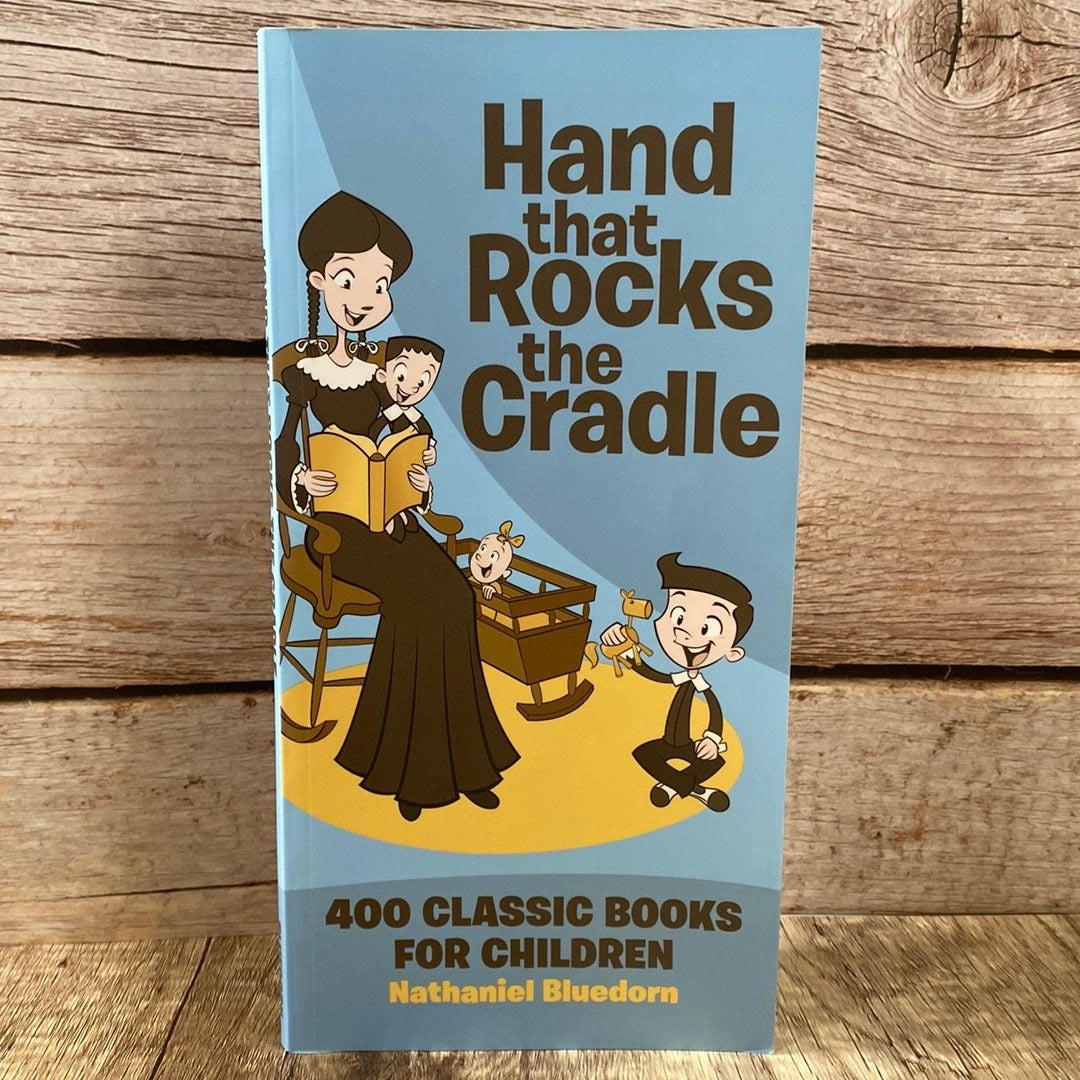 Hand
that
Rocks
the
Cradle
400 CLASSIC BOOKS
FOR CHILDREN
Nathaniel Bluedorn